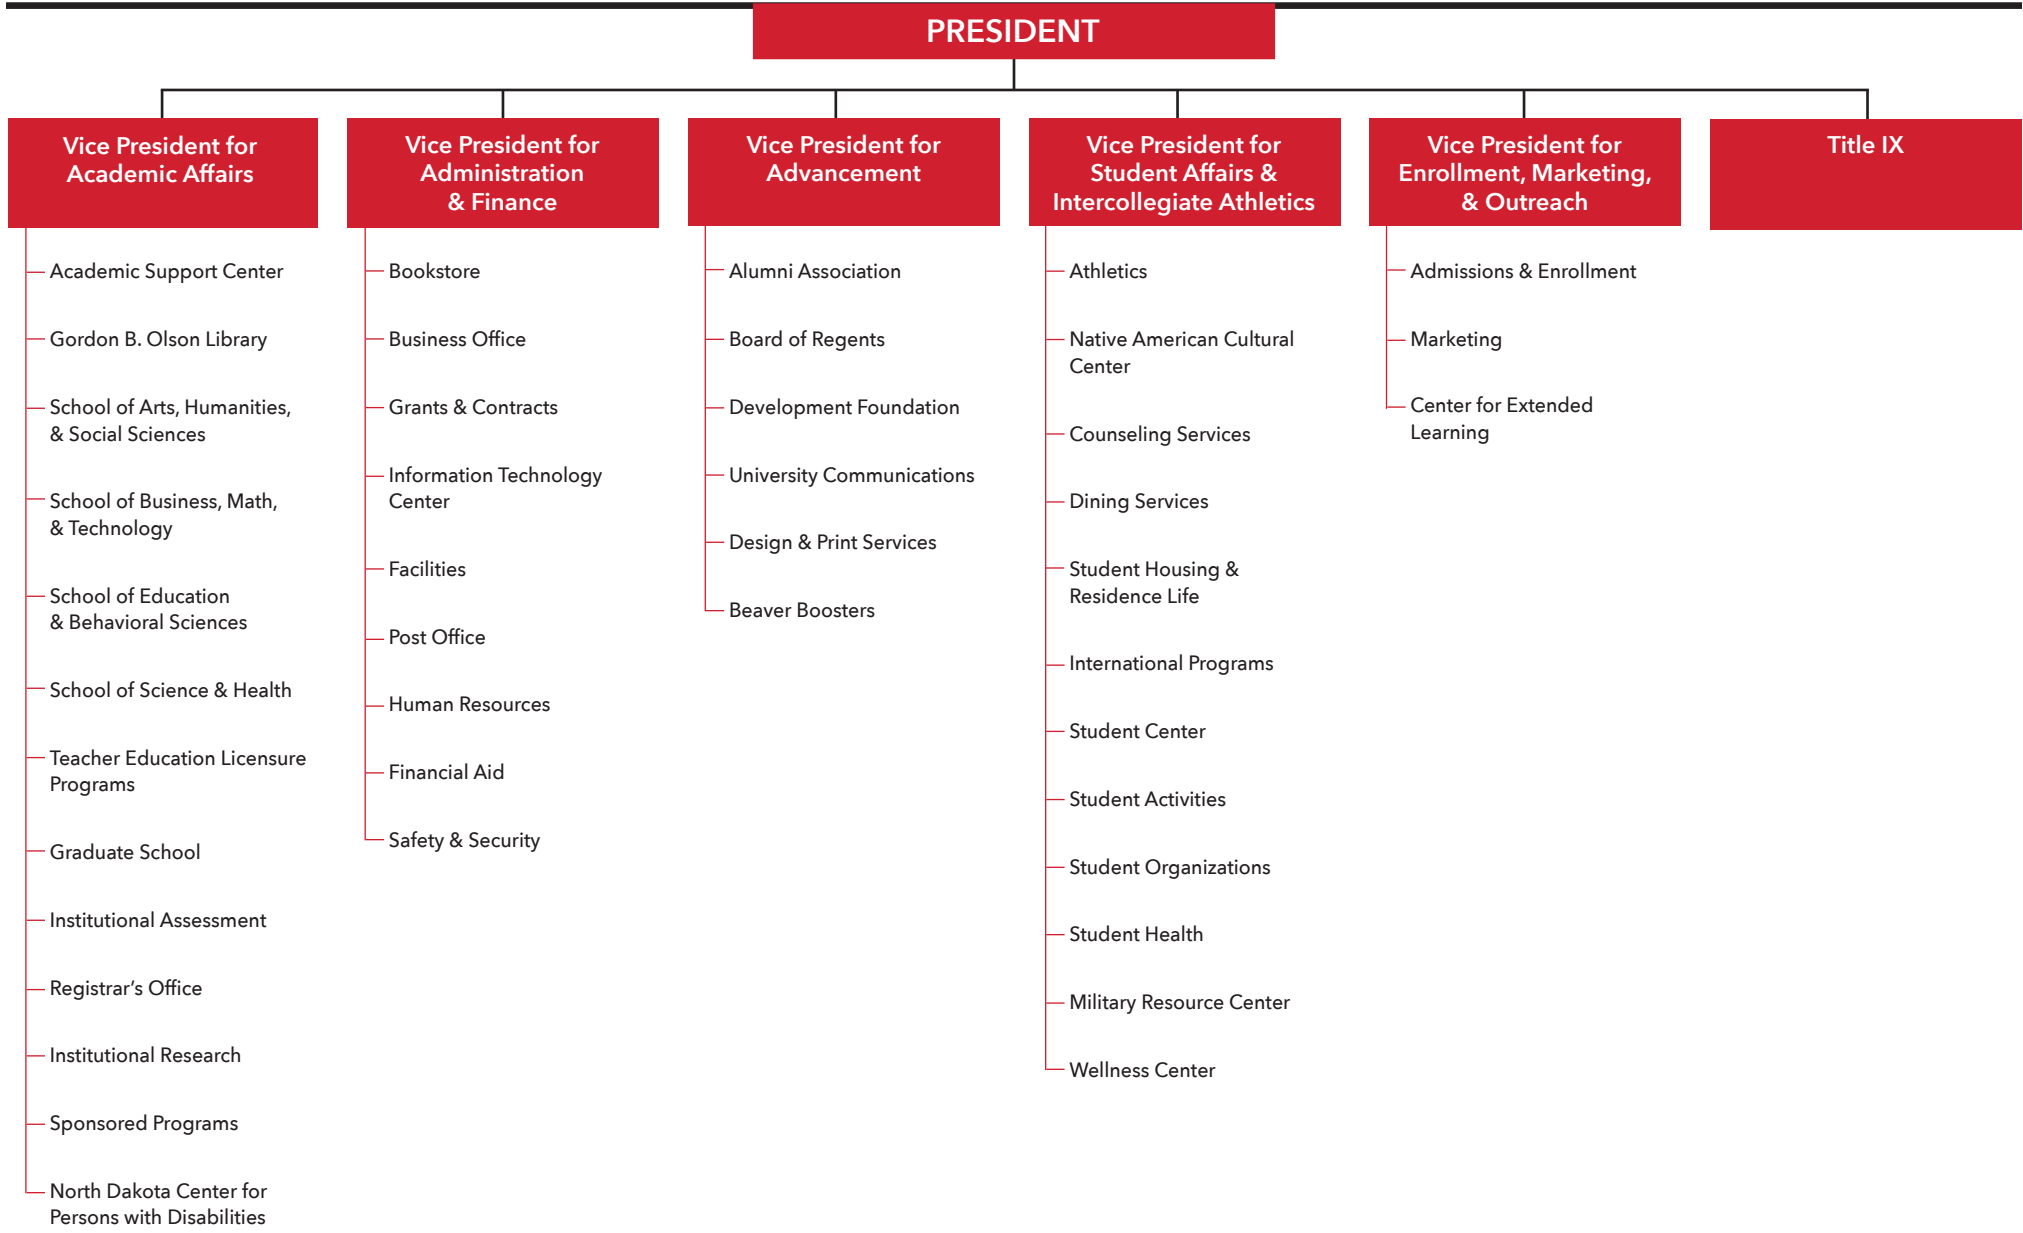 PRESIDENT
Vice President for
Academic Affairs
Academic Support Center
Gordon B. Olson Library
School of Arts, Humanities,
& Social Sciences
School of Business, Math,
& Technology
School of Education
& Behavioral Sciences
School of Science & Health
Teacher Education Licensure
Programs
Graduate School
Institutional Assessment
Registrar’s Office
Institutional Research
Sponsored Programs
North Dakota Center for
Persons with Disabilities
Vice President for
Administration
& Finance
Bookstore
Business Office
Grants & Contracts
Information Technology
Center
Facilities
Post Office
Human Resources
Financial Aid
Safety & Security
Vice President for
Advancement
Alumni Association
Board of Regents
Development Foundation
University Communications
Design & Print Services
Beaver Boosters
Vice President for
Student Affairs &
Intercollegiate Athletics
Athletics
Native American Cultural
Center
Counseling Services
Dining Services
Student Housing &
Residence Life
International Programs
Student Center
Student Activities
Student Organizations
Student Health
Military Resource Center
Wellness Center
Vice President for
Enrollment, Marketing,
& Outreach
Admissions & Enrollment
Marketing
Center for Extended
Learning
Title IX